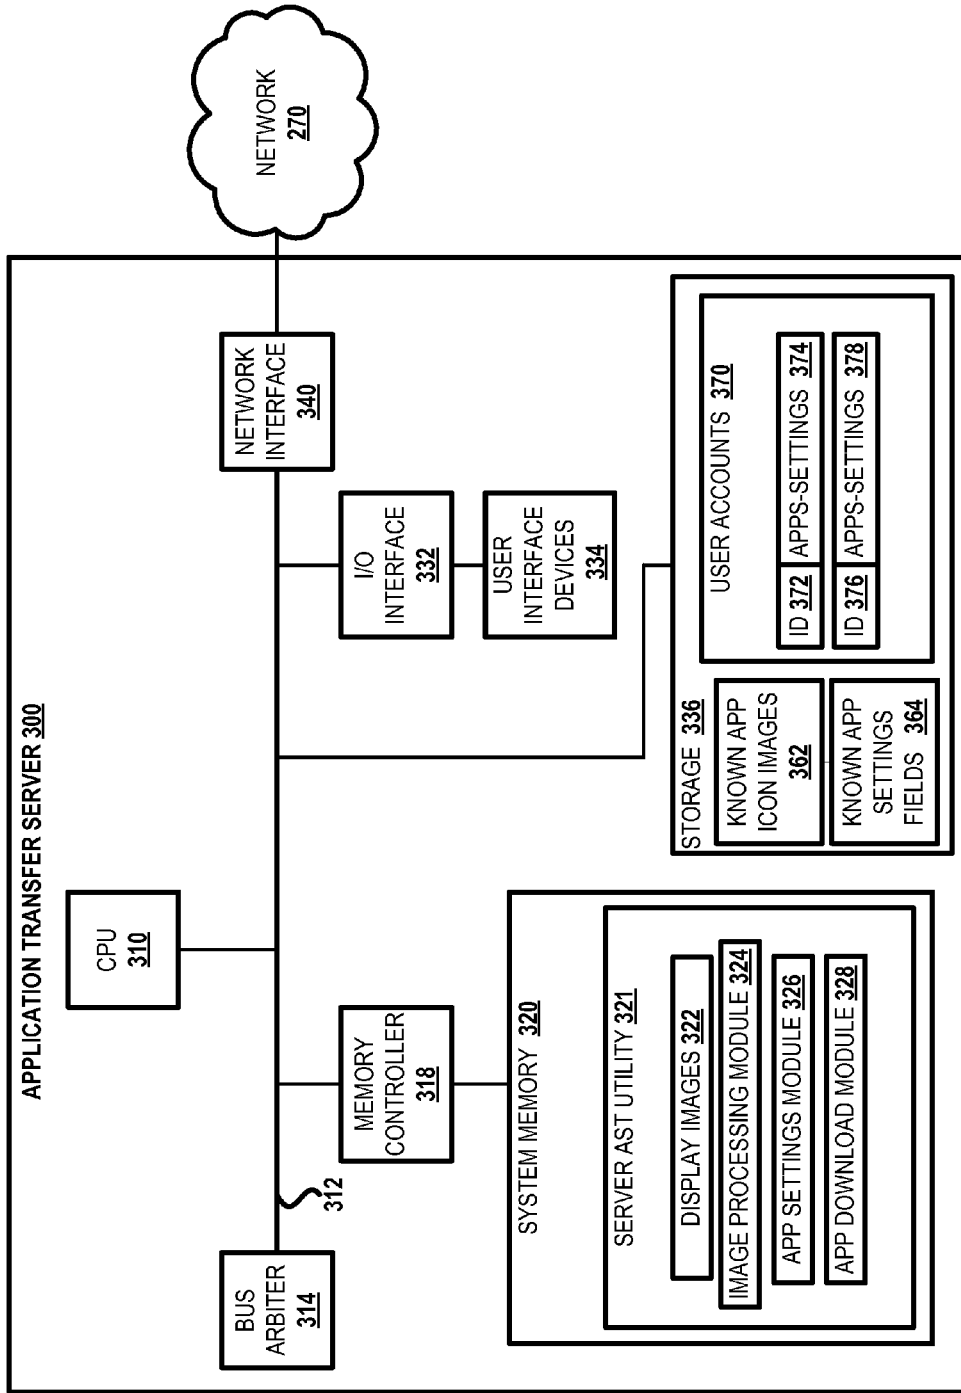 APPLICATION TRANSFER SERVER 300
CPU
310
BUS
ARBITER
314
312
MEMORY
CONTROLLER
318
NETWORK
INTERFACE
340
NETWORK
270
I/O
INTERFACE
332
USER
INTERFACE
DEVICES
334
SYSTEM MEMORY 320
SERVER AST UTILITY 321
DISPLAY IMAGES 322
IMAGE PROCESSING MODULE 324
APP SETTINGS MODULE 326
APP DOWNLOAD MODULE 328
STORAGE 336
KNOWN APP
ICON IMAGES
362
KNOWN APP
SETTINGS
FIELDS 364
USER ACCOUNTS 370
ID 372 APPS-SETTINGS 374
ID 376 APPS-SETTINGS 378